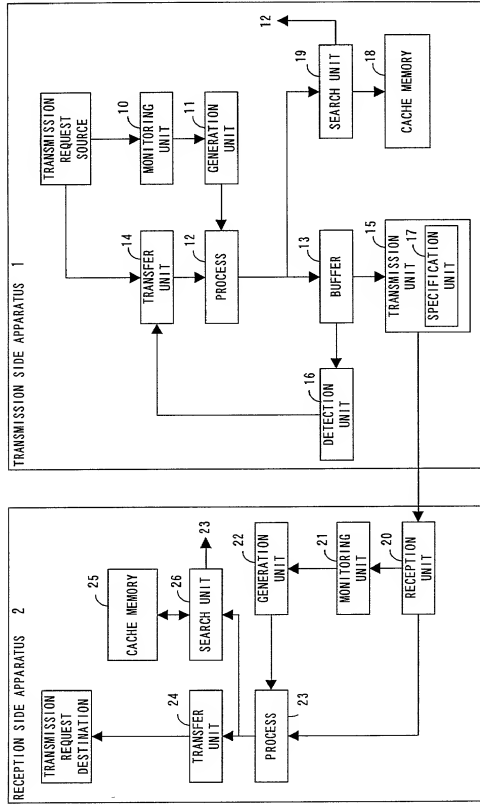 TRANSMISSION SIDE APPARATUS 1
TRANSMISSION
REQUEST
SOURCE
10
MONITORING
UNIT
11
GENERATION
UNIT
14
TRANSFER
UNIT
12
PROCESS
12
19
SEARCH UNIT
18
CACHE MEMORY
13
BUFFER
15
TRANSMISSION
UNIT
17
SPECIFICATION
UNIT
16
DETECTION
UNIT
RECEPTION SIDE APPARATUS 2
TRANSMISSION
REQUEST
DESTINATION
25
CACHE MEMORY
26
SEARCH UNIT
23
24
TRANSFER
UNIT
22
GENERATION
UNIT
23
PROCESS
21
MONITORING
UNIT
20
RECEPTION
UNIT